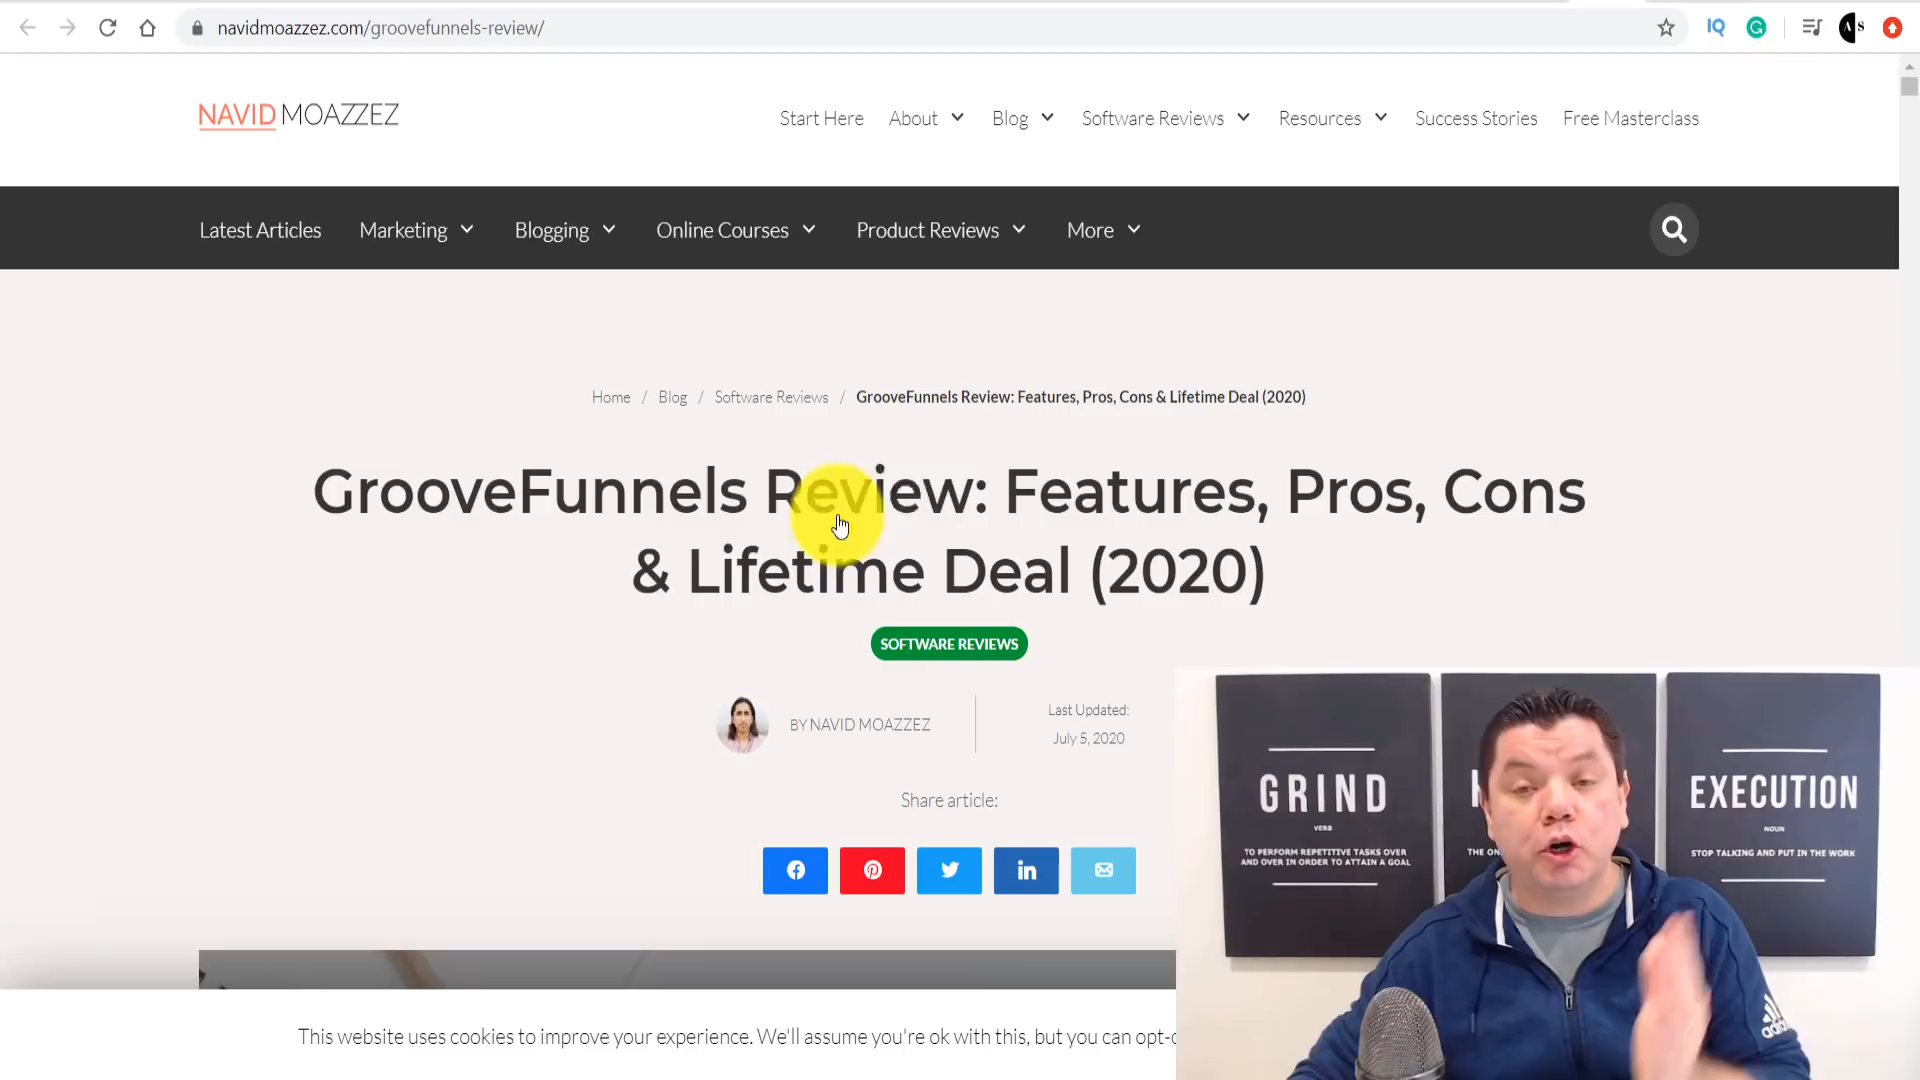 navidmoazzez.com/groovefunnels-review/
IQ
G
A S
NAVID MOAZZEZ
Start Here About Blog Software Reviews Resources Success Stories Free Masterclass
Latest Articles Marketing Blogging Online Courses Product Reviews More
Home / Blog / Software Reviews / GrooveFunnels Review: Features, Pros, Cons & Lifetime Deal (2020)
GrooveFunnels Review: Features, Pros, Cons
& Lifetime Deal (2020)
SOFTWARE REVIEWS
BY NAVID MOAZZEZ
Last Updated:
July 5, 2020
Share article:
in
This website uses cookies to improve your experience. We'll assume you're ok with this, but you can opt-
GRIND
VERB
TO PERFORM REPETITIVE TASKS OVER
AND OVER IN ORDER TO ATTAIN A GOAL
THE
EXECUTION
NOUN
STOP TALKING AND PUT IN THE WORK
adidas